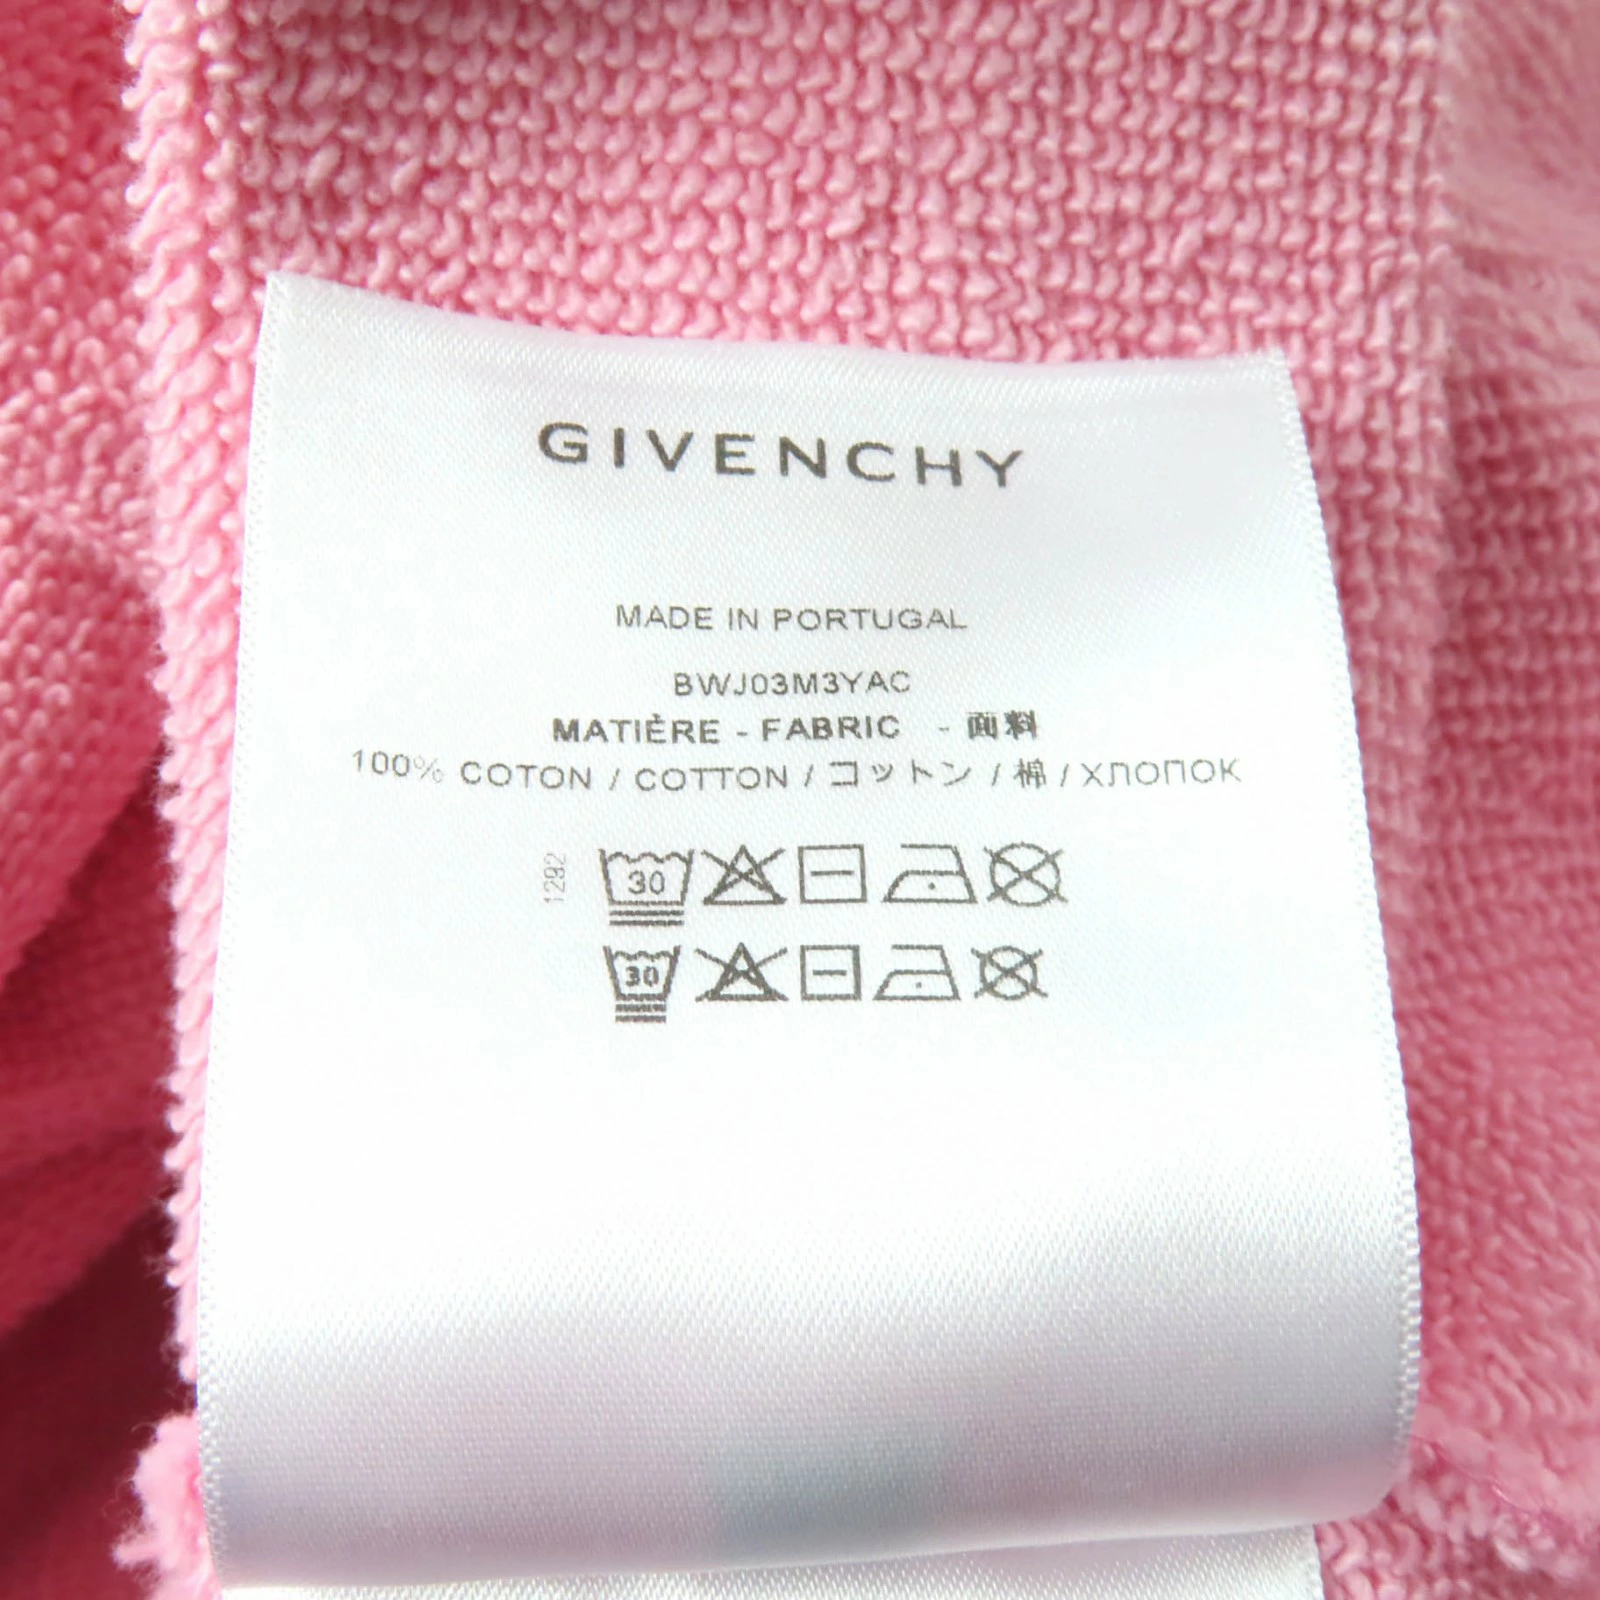 GIVENCHY
MADE IN PORTUGAL
BWJ03M3YAC
MATIÈRE - FABRIC - 面料
100% COTON / COTTON / コットン / 棉 / ХЛОПОК
1292
30
30